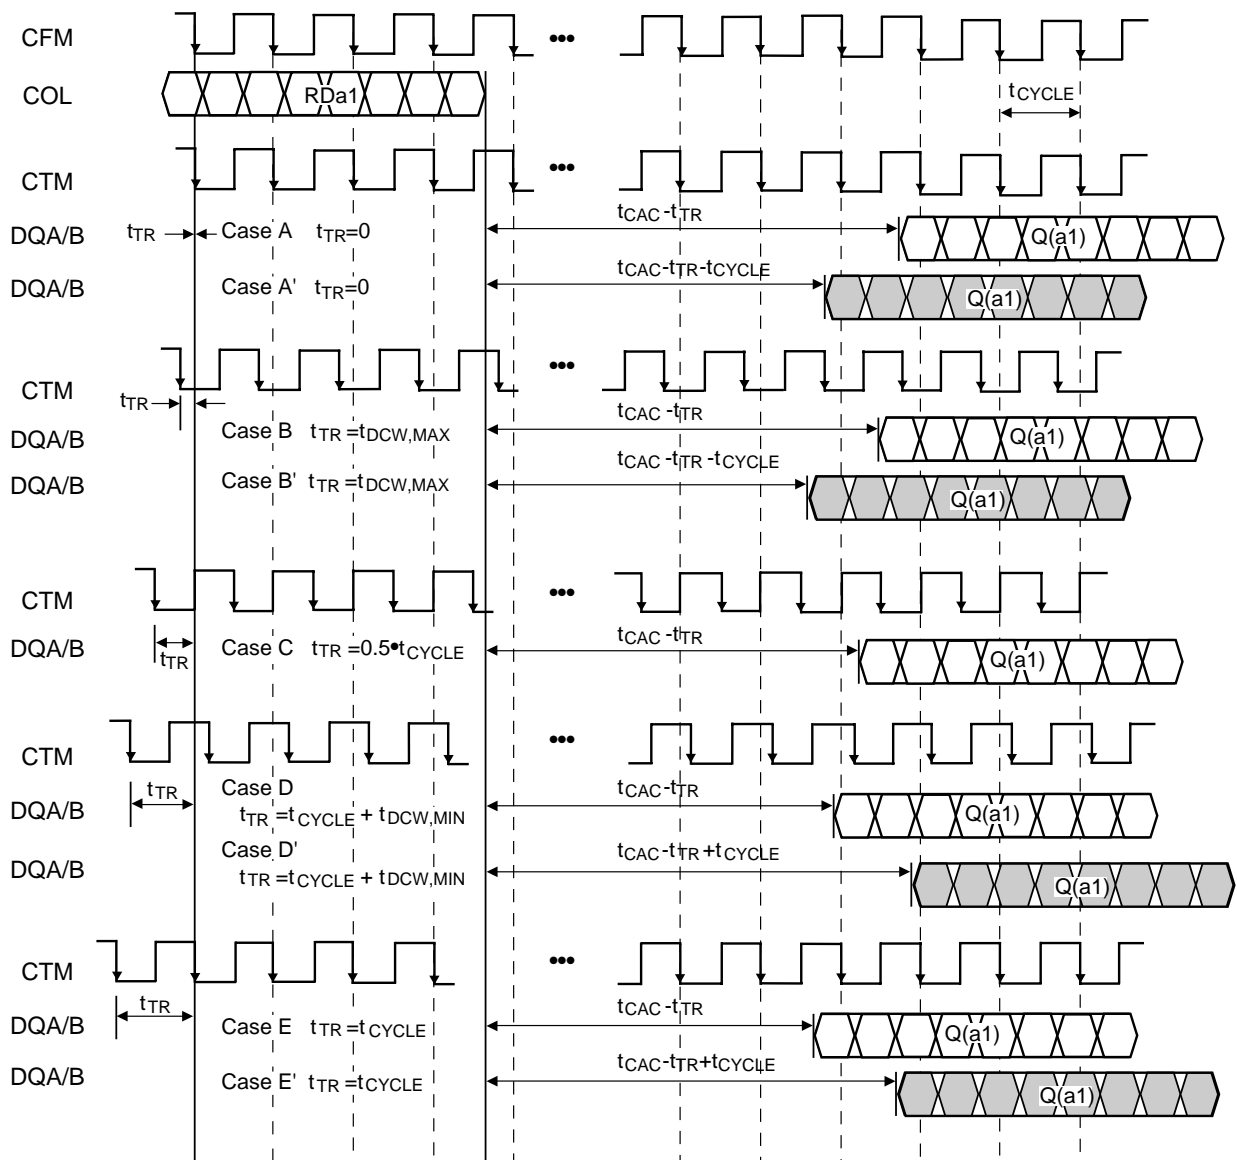 CFM
COL RDa1 tCYCLE
CTM
DQA/B tTR Case A tTR=0 tCAC-tTR Q(a1)
DQA/B Case A' tTR=0 tCAC-tTR-tCYCLE Q(a1)
CTM
DQA/B tTR Case B tTR=tDCW,MAX tCAC-tTR Q(a1)
DQA/B Case B' tTR=tDCW,MAX tCAC-tTR-tCYCLE Q(a1)
CTM
DQA/B tTR Case C tTR=0.5•tCYCLE tCAC-tTR Q(a1)
CTM
DQA/B tTR Case D tCAC-tTR Q(a1)
tTR=tCYCLE + tDCW,MIN
DQA/B Case D' tCAC-tTR+tCYCLE Q(a1)
tTR=tCYCLE + tDCW,MIN
CTM
DQA/B tTR Case E tTR=tCYCLE tCAC-tTR Q(a1)
DQA/B Case E' tTR=tCYCLE tCAC-tTR+tCYCLE Q(a1)